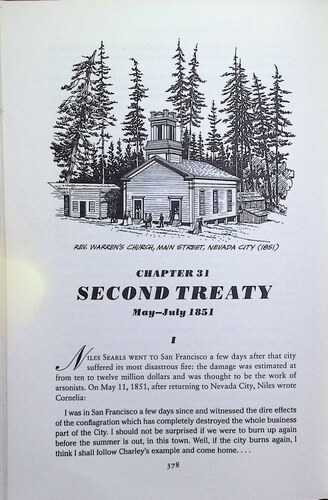 REV. WARREN'S CHURCH, MAIN STREET, NEVADA CITY (1851)
CHAPTER 31
SECOND TREATY
May–July 1851
I
NILES SEARLS WENT TO San Francisco a few days after that city
suffered its most disastrous fire: the damage was estimated at
from ten to twelve million dollars and was thought to be the work of
arsonists. On May 11, 1851, after returning to Nevada City, Niles wrote
Cornelia:
I was in San Francisco a few days since and witnessed the dire effects
of the conflagration which has completely destroyed the whole business
part of the City. I should not be surprised if we were to burn up again
before the summer is out, in this town. Well, if the city burns again, I
think I shall follow Charley's example and come home. . . .
378